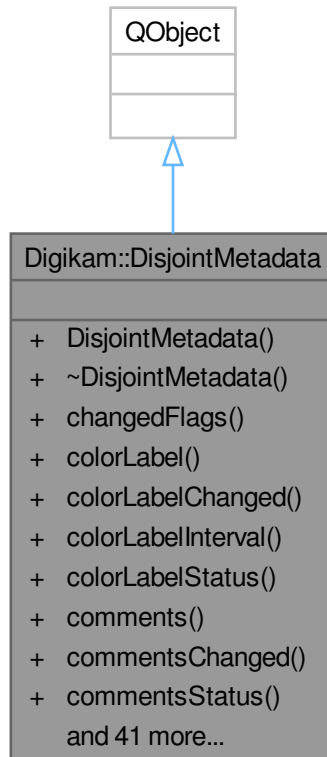 QObject
Digikam::DisjointMetadata
+ DisjointMetadata()
+ ~DisjointMetadata()
+ changedFlags()
+ colorLabel()
+ colorLabelChanged()
+ colorLabelInterval()
+ colorLabelStatus()
+ comments()
+ commentsChanged()
+ commentsStatus()
and 41 more...